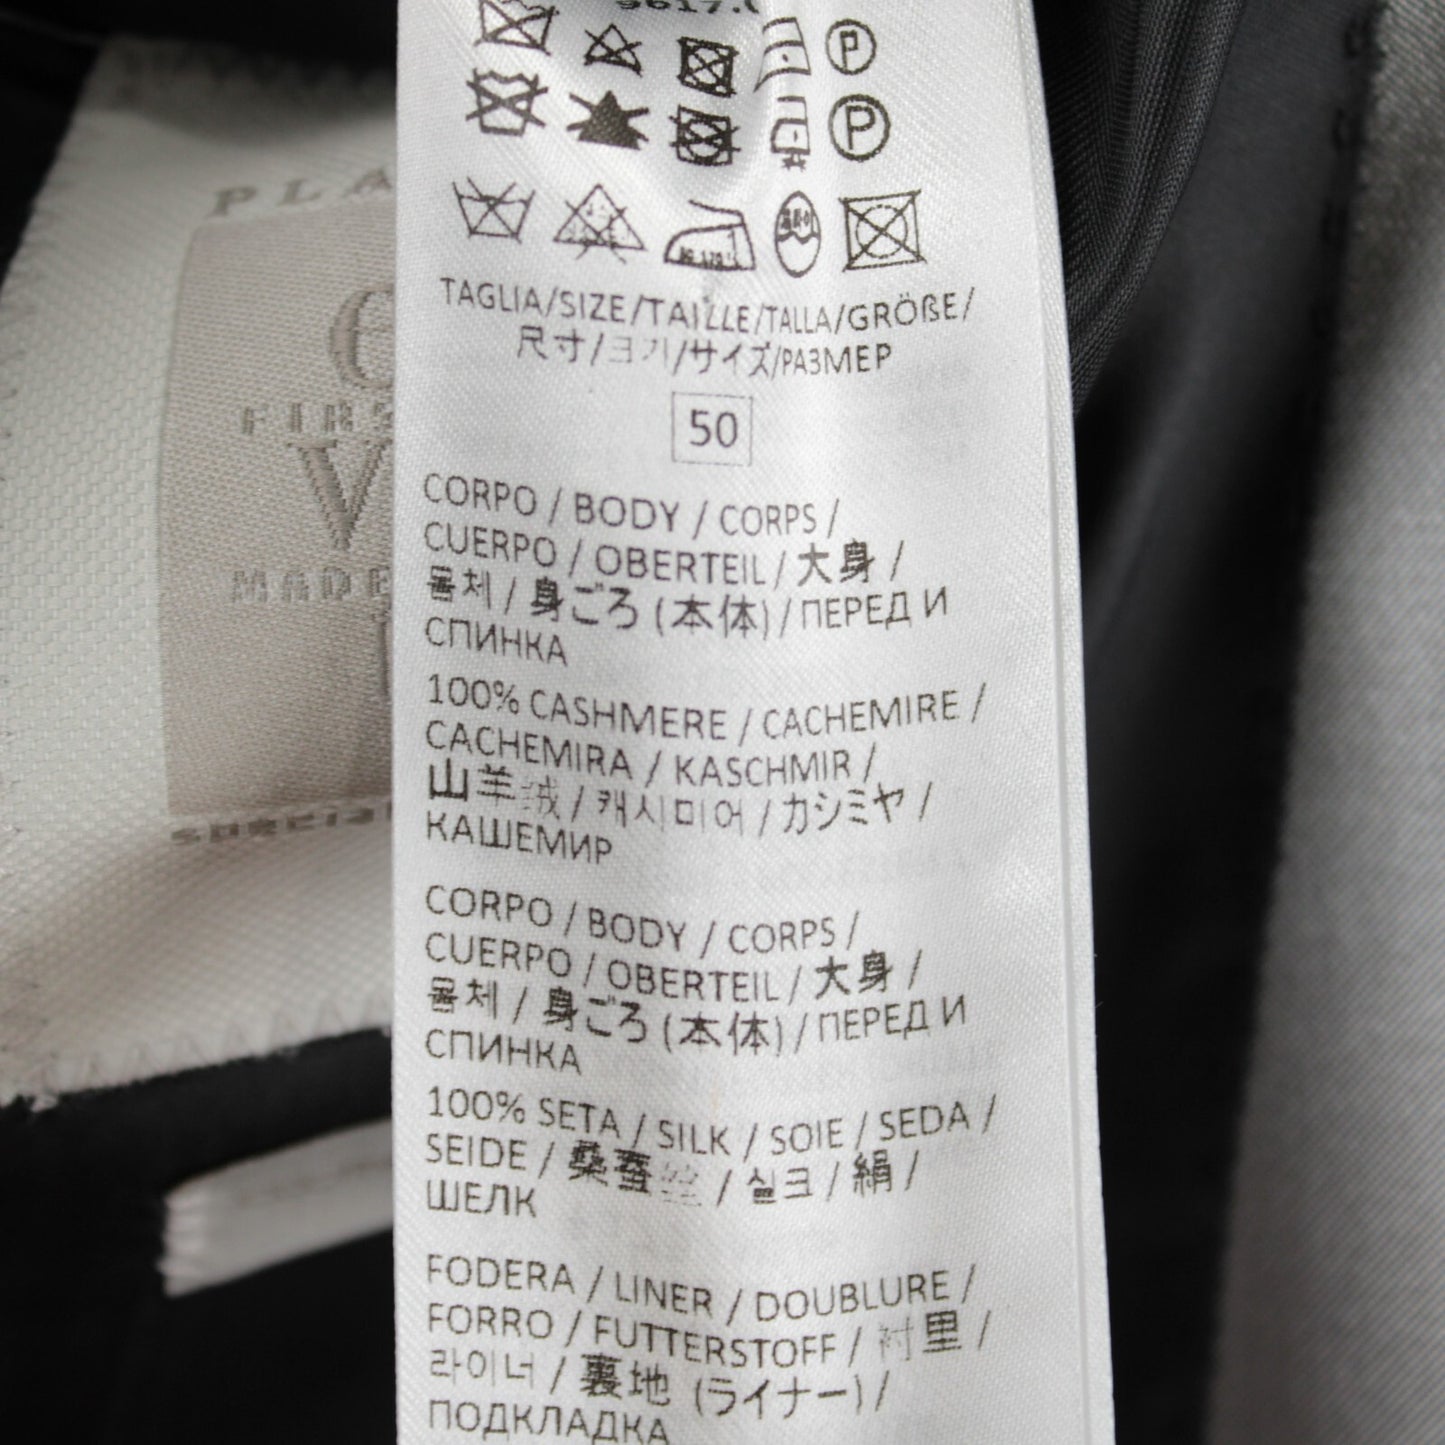 PLA
FIRS
V
MADE
P
P
TAGLIA/SIZE/TAILLE/TALLA/GRÖßE/
尺寸/크기/サイズ/РАЗМЕР
50
CORPO / BODY / CORPS /
CUERPO / OBERTEIL / 大身 /
몸체 / 身ごろ (本体) / ПЕРЕД И
СПИНКА
100% CASHMERE / CACHEMIRE /
CACHEMIRA / KASCHMIR /
山羊绒 / 캐시미어 / カシミヤ /
КАШЕМИР
CORPO / BODY / CORPS /
CUERPO / OBERTEIL / 大身 /
몸체 / 身ごろ (本体) / ПЕРЕД И
СПИНКА
100% SETA / SILK / SOIE / SEDA /
SEIDE / 桑蚕丝 / 실크 / 絹 /
ШЕЛК
FODERA / LINER / DOUBLURE /
FORRO / FUTTERSTOFF / 衬里 /
라이너 / 裏地 (ライナー) /
ПОДКЛАДКА